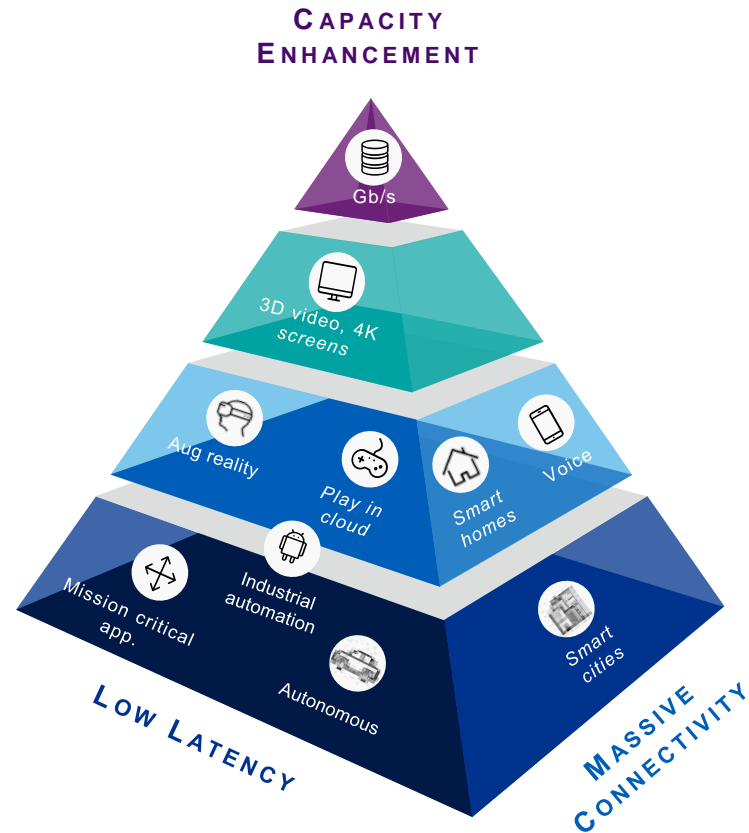 CAPACITY
ENHANCEMENT
Gb/s
3D video, 4K
screens
Aug reality
Play in
cloud
Smart
homes
Voice
Mission critical
app.
Industrial
automation
Autonomous
Smart
cities
LOW LATENCY
MASSIVE
CONNECTIVITY